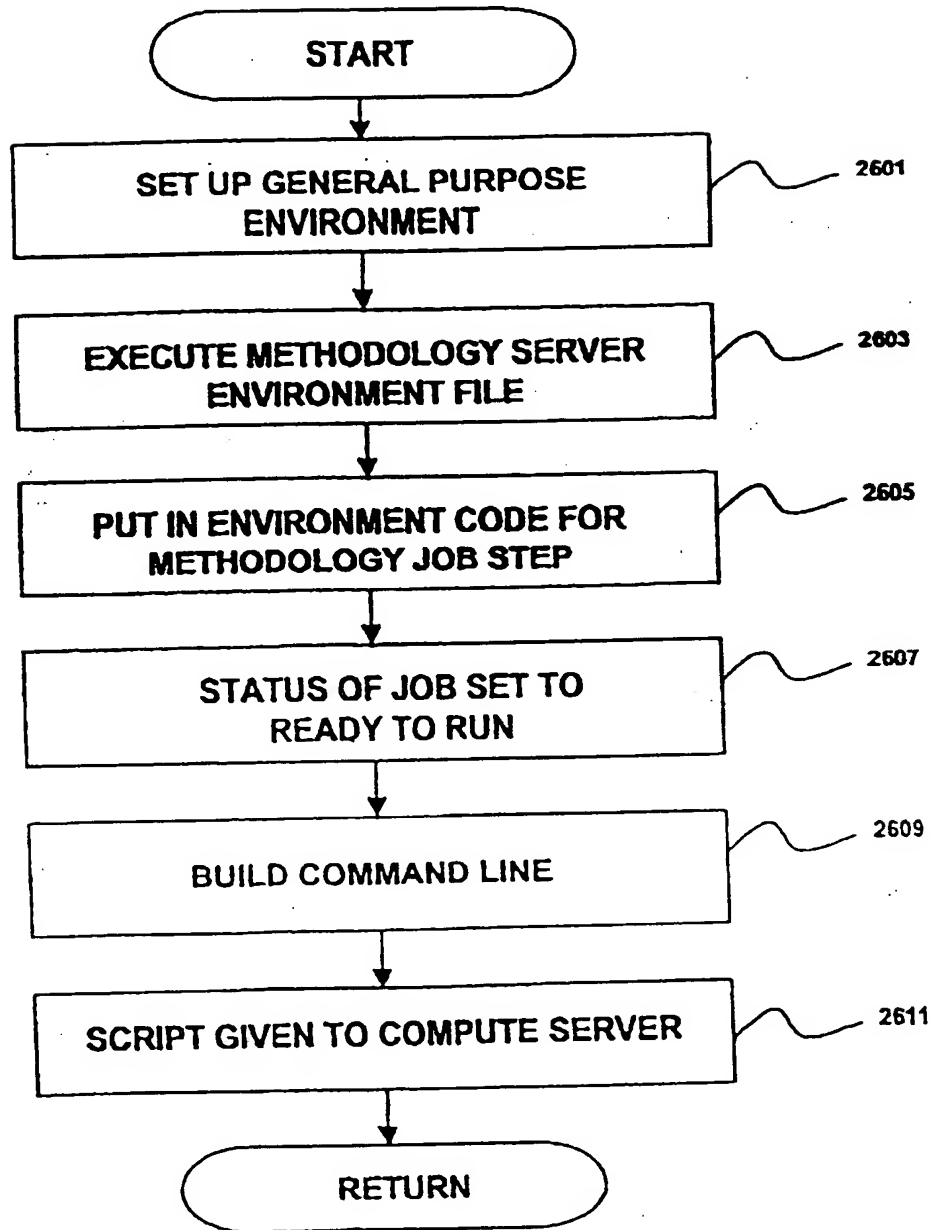 START
SET UP GENERAL PURPOSE
ENVIRONMENT
2601
EXECUTE METHODOLOGY SERVER
ENVIRONMENT FILE
2603
PUT IN ENVIRONMENT CODE FOR
METHODOLOGY JOB STEP
2605
STATUS OF JOB SET TO
READY TO RUN
2607
BUILD COMMAND LINE
2609
SCRIPT GIVEN TO COMPUTE SERVER
2611
RETURN